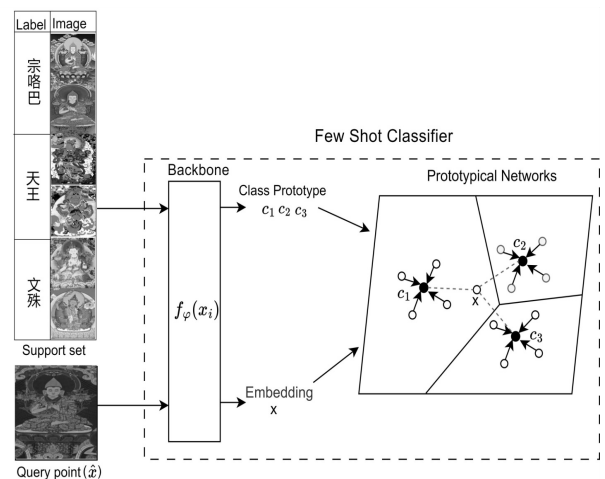 Label Image
宗喀巴
天王
文殊
Support set
Query point(x̂)
Few Shot Classifier
Backbone
f_φ(x_i)
Class Prototype
c₁ c₂ c₃
Embedding
x
Prototypical Networks
c₁
c₂
x
c₃